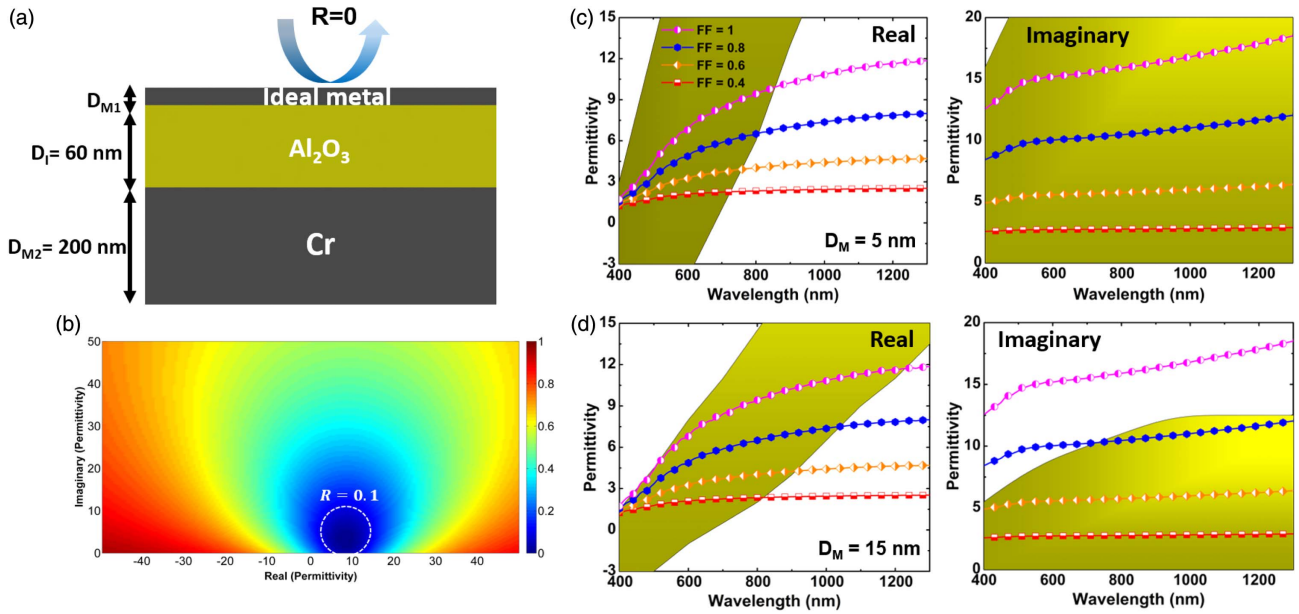 (a)
R=0
Ideal metal
D_M1
D_I= 60 nm
Al₂O₃
D_M2= 200 nm
Cr
(b)
50
40
30
20
10
0
Imaginary (Permittivity)
-50 -40 -30 -20 -10 0 10 20 30 40
Real (Permittivity)
R = 0.1
1
0.8
0.6
0.4
0.2
0
(c)
15
12
9
6
3
0
-3
Permittivity
FF = 1
FF = 0.8
FF = 0.6
FF = 0.4
Real
D_M = 5 nm
400 600 800 1000 1200
Wavelength (nm)
20
15
10
5
0
Permittivity
Imaginary
400 600 800 1000 1200
Wavelength (nm)
(d)
15
12
9
6
3
0
-3
Permittivity
Real
D_M = 15 nm
400 600 800 1000 1200
Wavelength (nm)
20
15
10
5
0
Permittivity
Imaginary
400 600 800 1000 1200
Wavelength (nm)